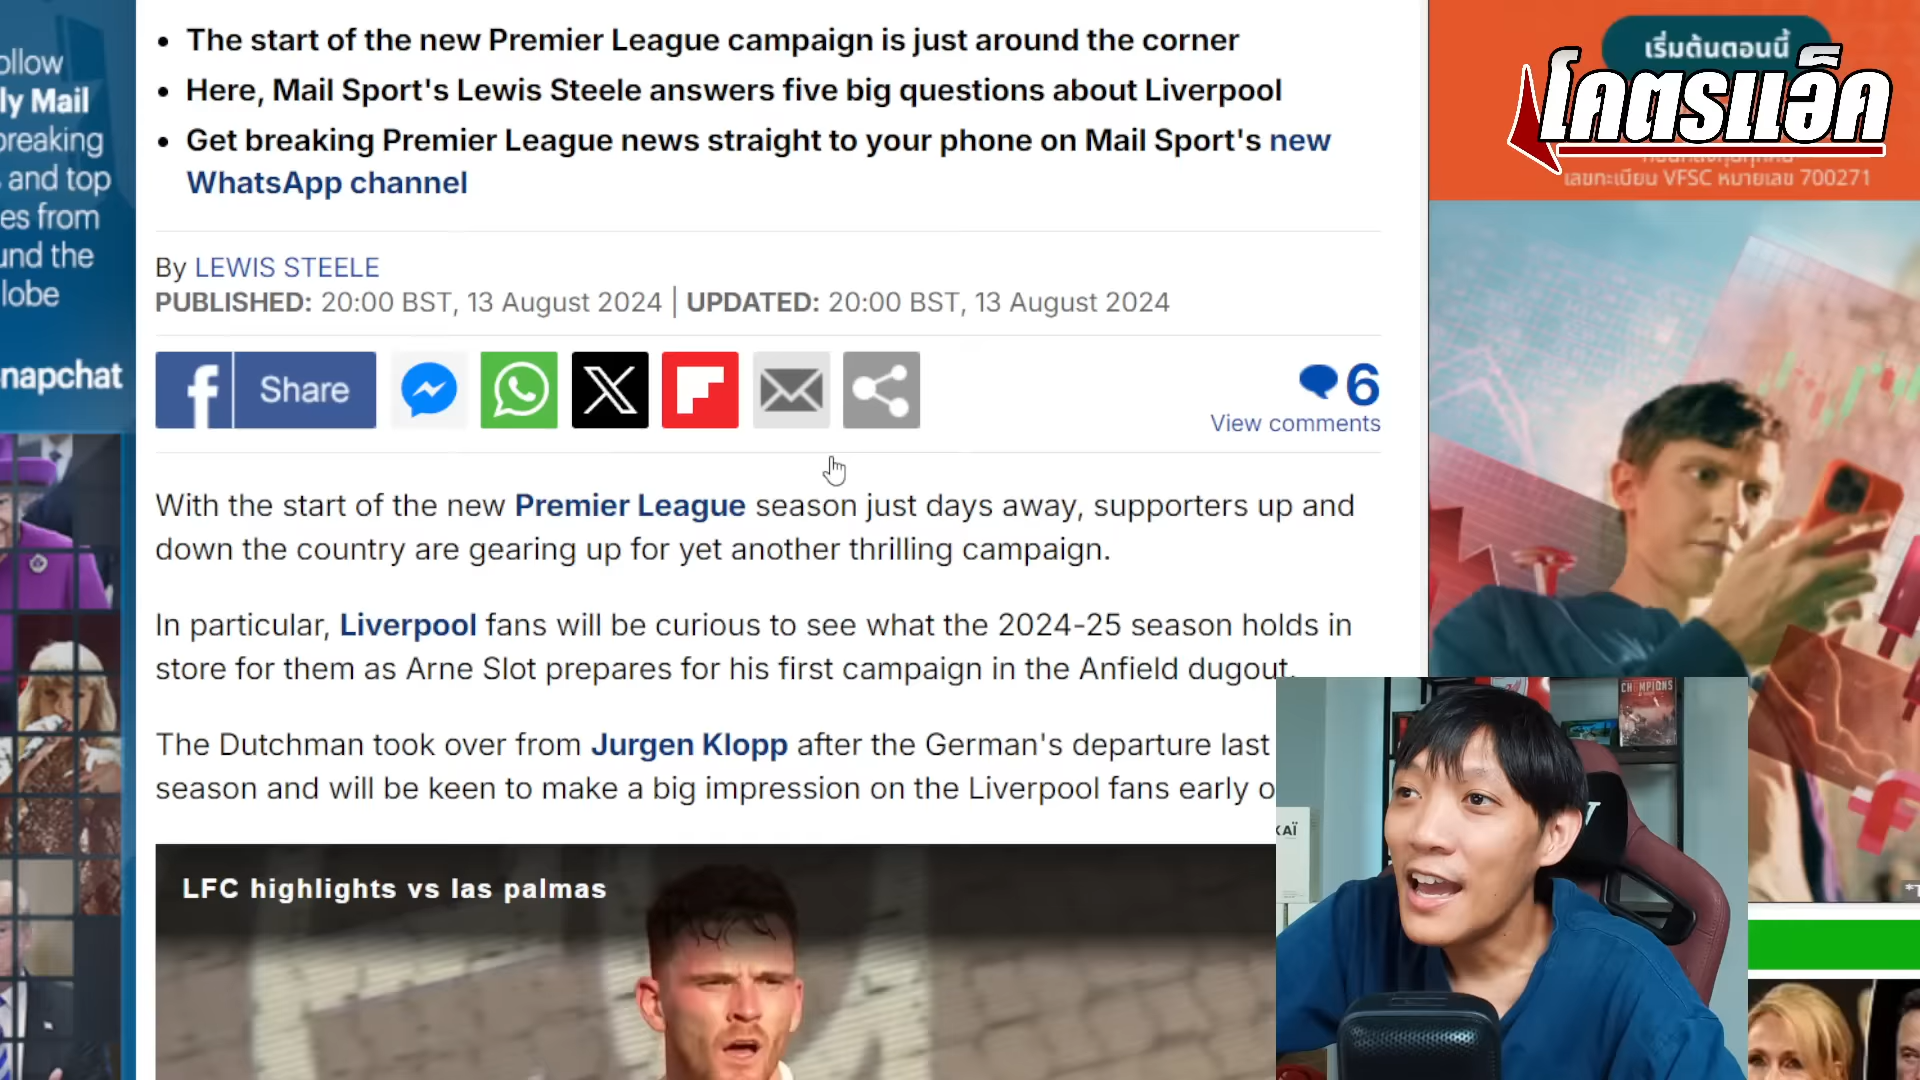 ollow
ly Mail
breaking
and top
es from
und the
lobe
napchat
• The start of the new Premier League campaign is just around the corner
• Here, Mail Sport's Lewis Steele answers five big questions about Liverpool
• Get breaking Premier League news straight to your phone on Mail Sport's new
WhatsApp channel
By LEWIS STEELE
PUBLISHED: 20:00 BST, 13 August 2024 | UPDATED: 20:00 BST, 13 August 2024
Share
6
View comments
With the start of the new Premier League season just days away, supporters up and
down the country are gearing up for yet another thrilling campaign.
In particular, Liverpool fans will be curious to see what the 2024-25 season holds in
store for them as Arne Slot prepares for his first campaign in the Anfield dugout.
The Dutchman took over from Jurgen Klopp after the German's departure last
season and will be keen to make a big impression on the Liverpool fans early o
LFC highlights vs las palmas
เริ่มต้นตอนนี้
โคตรแอ็ค
เลขทะเบียน VFSC หมายเลข 700271
CHAMPIONS
KAÏ